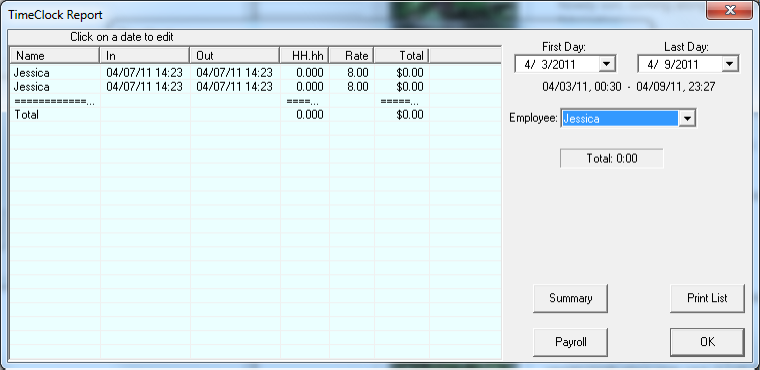 TimeClock Report
Click on a date to edit
Name In Out HH.hh Rate Total
Jessica 04/07/11 14:23 04/07/11 14:23 0.000 8.00 $0.00
Jessica 04/07/11 14:23 04/07/11 14:23 0.000 8.00 $0.00
============... ====... =====...
Total 0.000 $0.00
First Day: Last Day:
4/ 3/2011 4/ 9/2011
04/03/11, 00:30 - 04/09/11, 23:27
Employee: Jessica
Total: 0:00
Summary Print List
Payroll OK